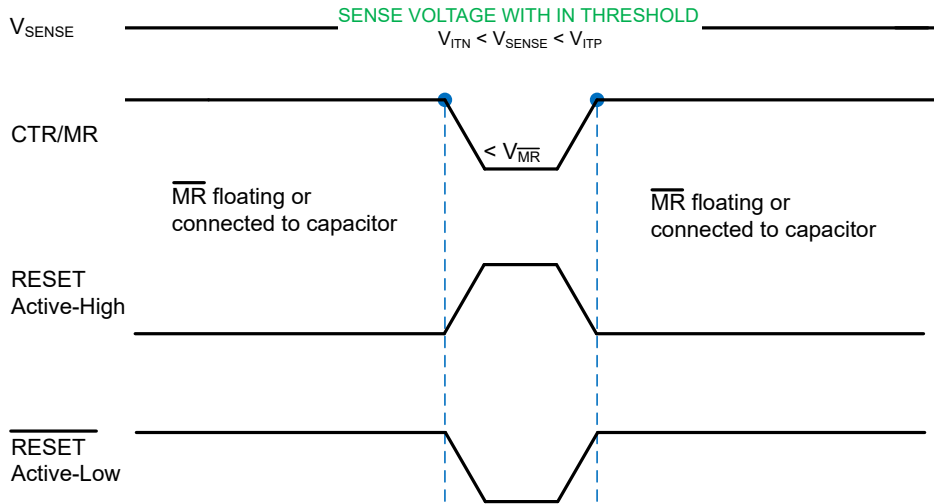 SENSE VOLTAGE WITH IN THRESHOLD
VSENSE
VITN < VSENSE < VITP
CTR/MR
< VMR
MR floating or
connected to capacitor
MR floating or
connected to capacitor
RESET
Active-High
RESET
Active-Low